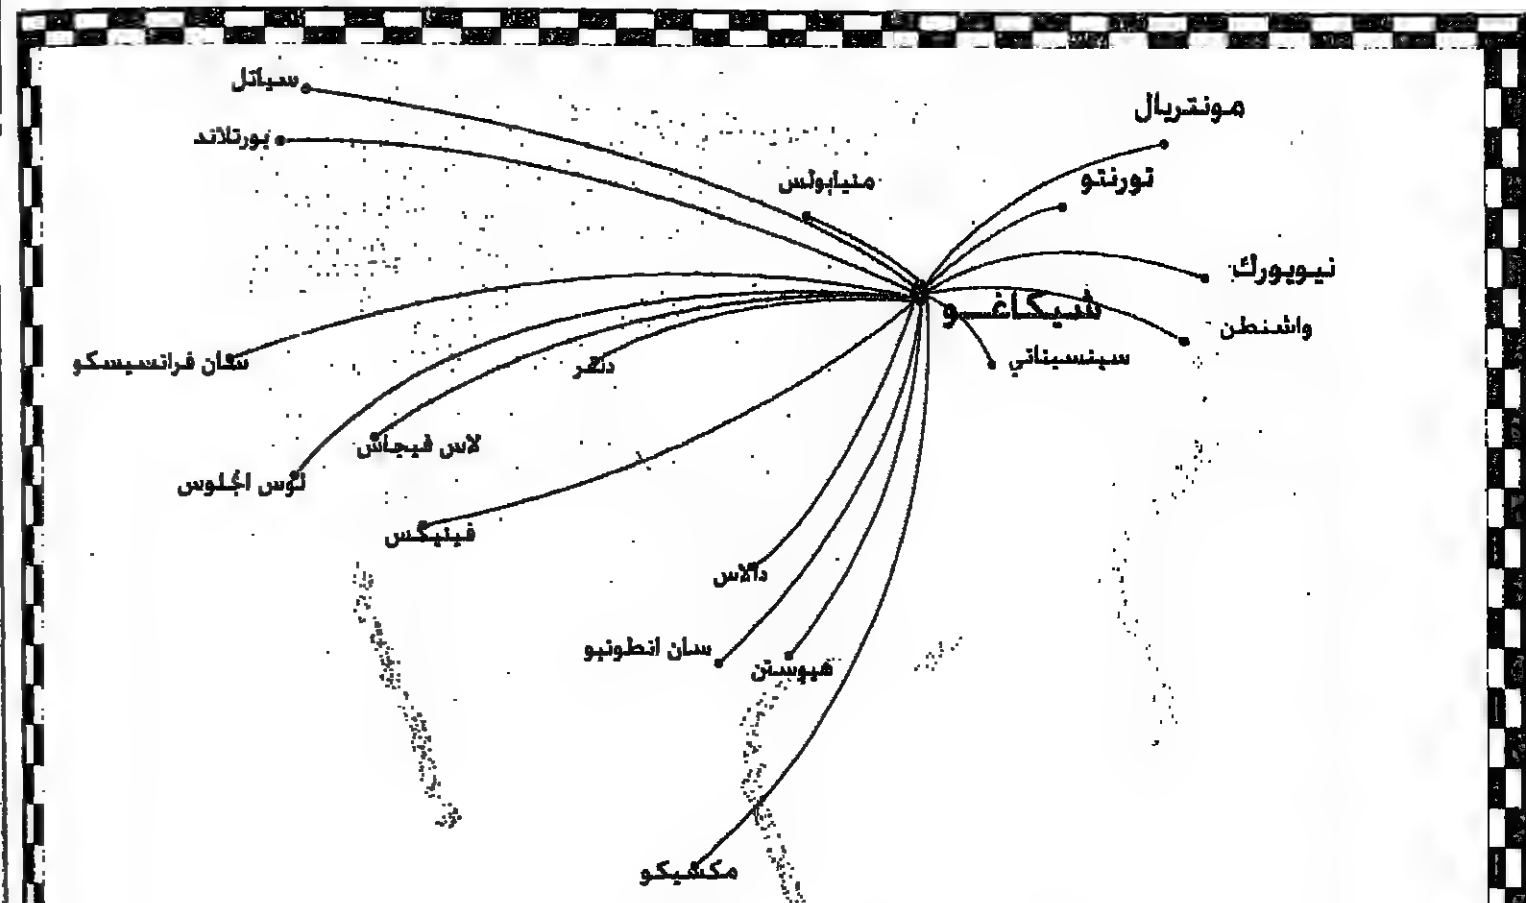 سياتل
مونتريال
بورتلاند
تورنتو
منيابولس
نيويورك
شيكاغـــو
واشنطن
سينسيناتي
سان فرانسيسكو
دنفر
لاس فيجاس
لوس انجلوس
فينيكس
دالاس
سان انطونيو
هيوستن
مكسيكو